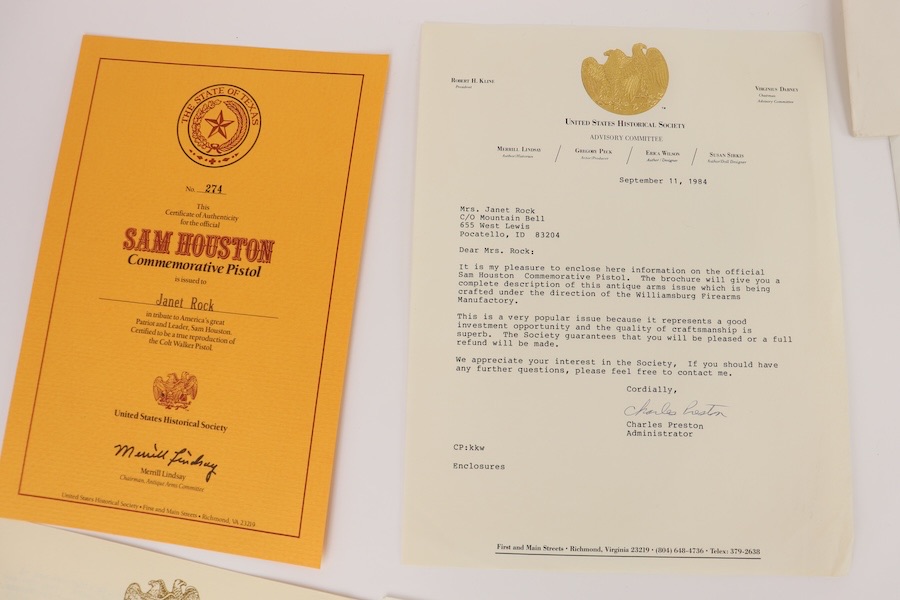 THE STATE OF TEXAS
No. 274
This
Certificate of Authenticity
for the official
SAM HOUSTON
Commemorative Pistol
is issued to
Janet Rock
in tribute to America's great
Patriot and Leader, Sam Houston.
Certified to be a true reproduction of
the Colt Walker Pistol.
United States Historical Society
Merrill Lindsay
Merrill Lindsay
Chairman, Antique Arms Committee
United States Historical Society • First and Main Streets • Richmond, VA 23219
ROBERT H. KLINE
President
VIRGINIUS DABNEY
Chairman
Advisory Committee
UNITED STATES HISTORICAL SOCIETY
ADVISORY COMMITTEE
MERRILL LINDSAY
Author/Historian
GREGORY PECK
Actor/Producer
ERICA WILSON
Author/Designer
SUSAN
Author/Doll Designer
September 11, 1984
Mrs. Janet Rock
C/O Mountain Bell
655 West Lewis
Pocatello, ID 83204
Dear Mrs. Rock:
It is my pleasure to enclose here information on the official
Sam Houston Commemorative Pistol. The brochure will give you a
complete description of this antique arms issue which is being
crafted under the direction of the Williamsburg Firearms
Manufactory.
This is a very popular issue because it represents a good
investment opportunity and the quality of craftsmanship is
superb. The Society guarantees that you will be pleased or a full
refund will be made.
We appreciate your interest in the Society, If you should have
any further questions, please feel free to contact me.
Cordially,
Charles Preston
Charles Preston
Administrator
CP:kkw
Enclosures
First and Main Streets • Richmond, Virginia 23219 • (804) 648-4736 • Telex: 379-2638